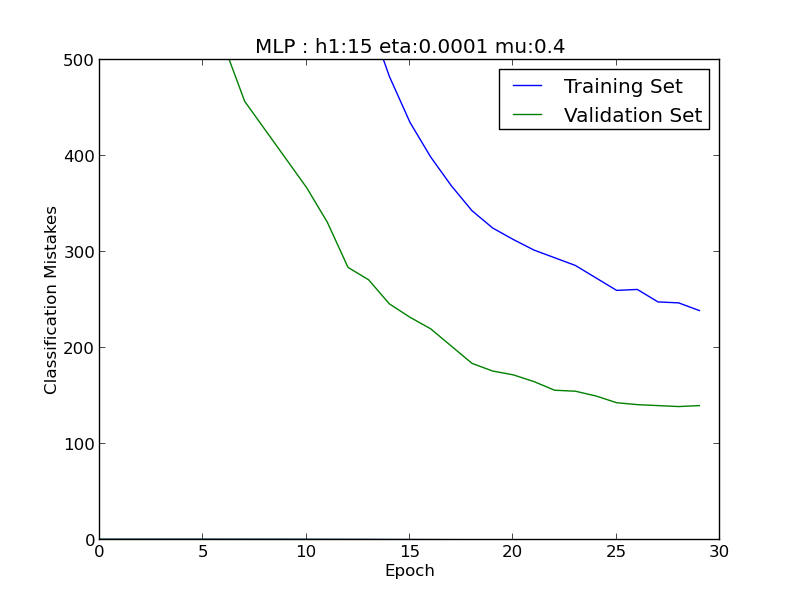 MLP : h1:15 eta:0.0001 mu:0.4
Training Set
Validation Set
500
400
300
200
100
0
Classification Mistakes
0 5 10 15 20 25 30
Epoch